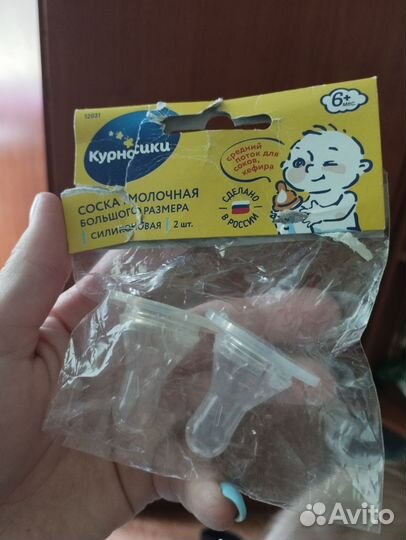 12031
Курносики
6+
мес.
средний
поток для
соков,
кефира
СОСКА МОЛОЧНАЯ
БОЛЬШОГО РАЗМЕРА
СИЛИКОНОВАЯ 2 шт.
СДЕЛАНО
В РОССИИ
Avito